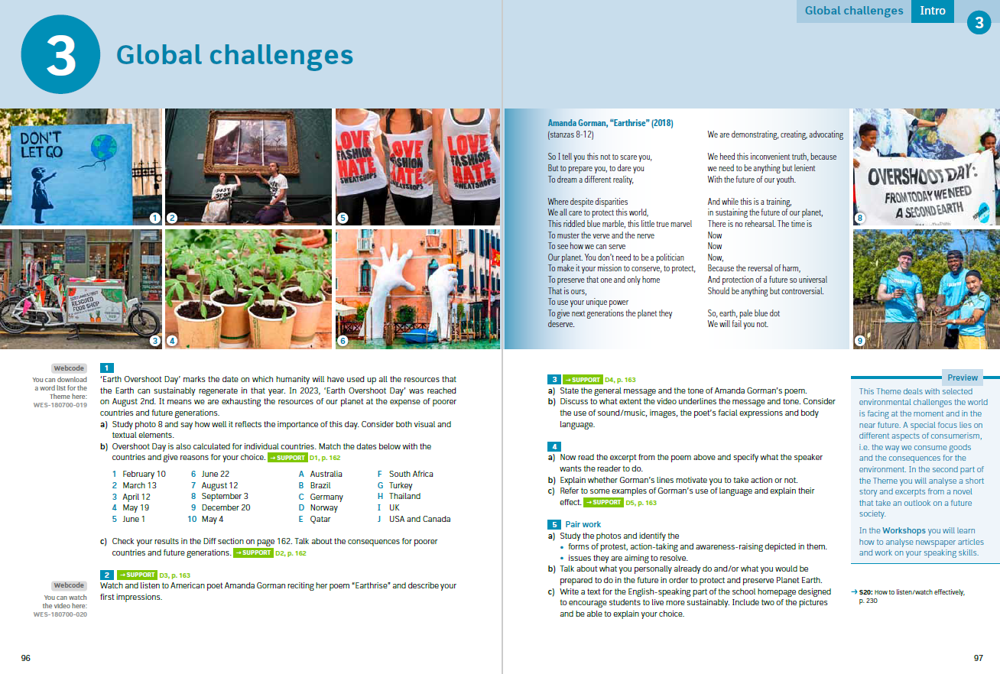 3
Global challenges
Global challenges
Intro
3
DON'T
LET GO
1
JUST
STOP
OIL
2
LOVE
FASHION
HATE
SWEATSHOPS
LOVE
FASHION
HATE
SWEATSHOPS
LOVE
FASHION
HATE
SWEATSHOPS
5
SCOTLAND'S FIRST
RESCUED
FOOD SHOP
3
4
6
Amanda Gorman, “Earthrise” (2018)
(stanzas 8-12)
So I tell you this not to scare you,
But to prepare you, to dare you
To dream a different reality,
Where despite disparities
We all care to protect this world,
This riddled blue marble, this little true marvel
To muster the verve and the nerve
To see how we can serve
Our planet. You don’t need to be a politician
To make it your mission to conserve, to protect,
To preserve that one and only home
That is ours,
To use your unique power
To give next generations the planet they
deserve.
We are demonstrating, creating, advocating
We heed this inconvenient truth, because
we need to be anything but lenient
With the future of our youth.
And while this is a training,
in sustaining the future of our planet,
There is no rehearsal. The time is
Now
Now
Now,
Because the reversal of harm,
And protection of a future so universal
Should be anything but controversial.
So, earth, pale blue dot
We will fail you not.
OVERSHOOT DAY:
FROM TODAY WE NEED
A SECOND EARTH
8
9
Webcode
You can download
a word list for the
Theme here:
WES-180700-019
1
‘Earth Overshoot Day’ marks the date on which humanity will have used up all the resources that
the Earth can sustainably regenerate in that year. In 2023, ‘Earth Overshoot Day’ was reached
on August 2nd. It means we are exhausting the resources of our planet at the expense of poorer
countries and future generations.
a) Study photo 8 and say how well it reflects the importance of this day. Consider both visual and
textual elements.
b) Overshoot Day is also calculated for individual countries. Match the dates below with the
countries and give reasons for your choice. → SUPPORT D1, p. 162
1 February 10 6 June 22 A Australia F South Africa
2 March 13 7 August 12 B Brazil G Turkey
3 April 12 8 September 3 C Germany H Thailand
4 May 19 9 December 20 D Norway I UK
5 June 1 10 May 4 E Qatar J USA and Canada
c) Check your results in the Diff section on page 162. Talk about the consequences for poorer
countries and future generations. → SUPPORT D2, p. 162
2 → SUPPORT D3, p. 163
Webcode
You can watch
the video here:
WES-180700-020
Watch and listen to American poet Amanda Gorman reciting her poem “Earthrise” and describe your
first impressions.
96
3 → SUPPORT D4, p. 163
a) State the general message and the tone of Amanda Gorman’s poem.
b) Discuss to what extent the video underlines the message and tone. Consider
the use of sound/music, images, the poet’s facial expressions and body
language.
4
a) Now read the excerpt from the poem above and specify what the speaker
wants the reader to do.
b) Explain whether Gorman’s lines motivate you to take action or not.
c) Refer to some examples of Gorman’s use of language and explain their
effect. → SUPPORT D5, p. 163
5 Pair work
a) Study the photos and identify the
• forms of protest, action-taking and awareness-raising depicted in them.
• issues they are aiming to resolve.
b) Talk about what you personally already do and/or what you would be
prepared to do in the future in order to protect and preserve Planet Earth.
c) Write a text for the English-speaking part of the school homepage designed
to encourage students to live more sustainably. Include two of the pictures
and be able to explain your choice.
Preview
This Theme deals with selected
environmental challenges the world
is facing at the moment and in the
near future. A special focus lies on
different aspects of consumerism,
i.e. the way we consume goods
and the consequences for the
environment. In the second part of
the Theme you will analyse a short
story and excerpts from a novel
that take an outlook on a future
society.
In the Workshops you will learn
how to analyse newspaper articles
and work on your speaking skills.
→ S20: How to listen/watch effectively,
p. 230
97